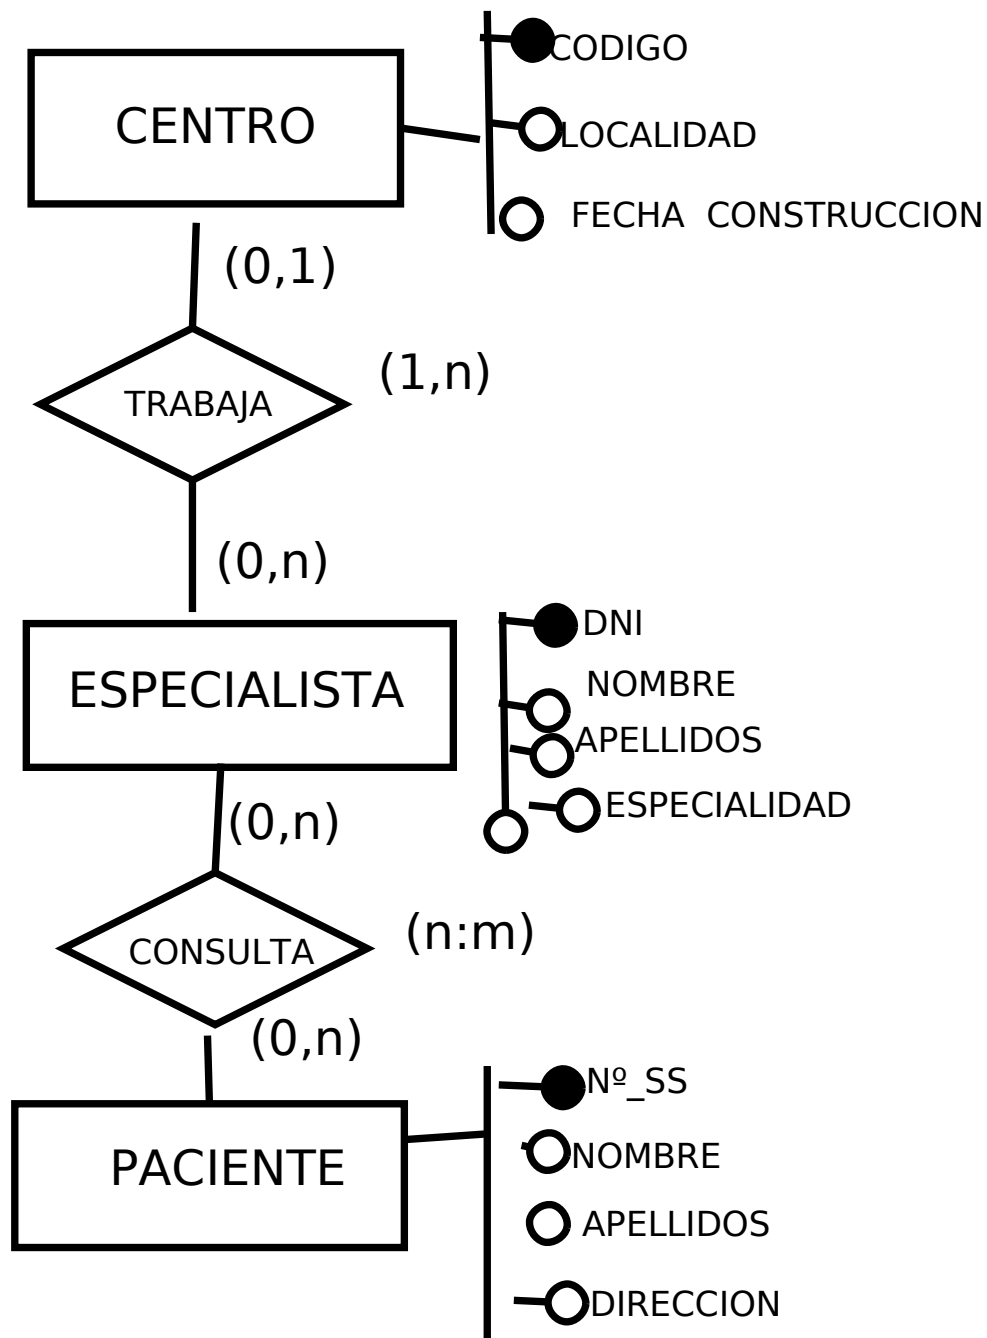 CODIGO
CENTRO
LOCALIDAD
FECHA CONSTRUCCION
(0,1)
(1,n)
TRABAJA
(0,n)
DNI
NOMBRE
ESPECIALISTA
APELLIDOS
ESPECIALIDAD
(0,n)
(n:m)
CONSULTA
(0,n)
Nº_SS
NOMBRE
PACIENTE
APELLIDOS
DIRECCION